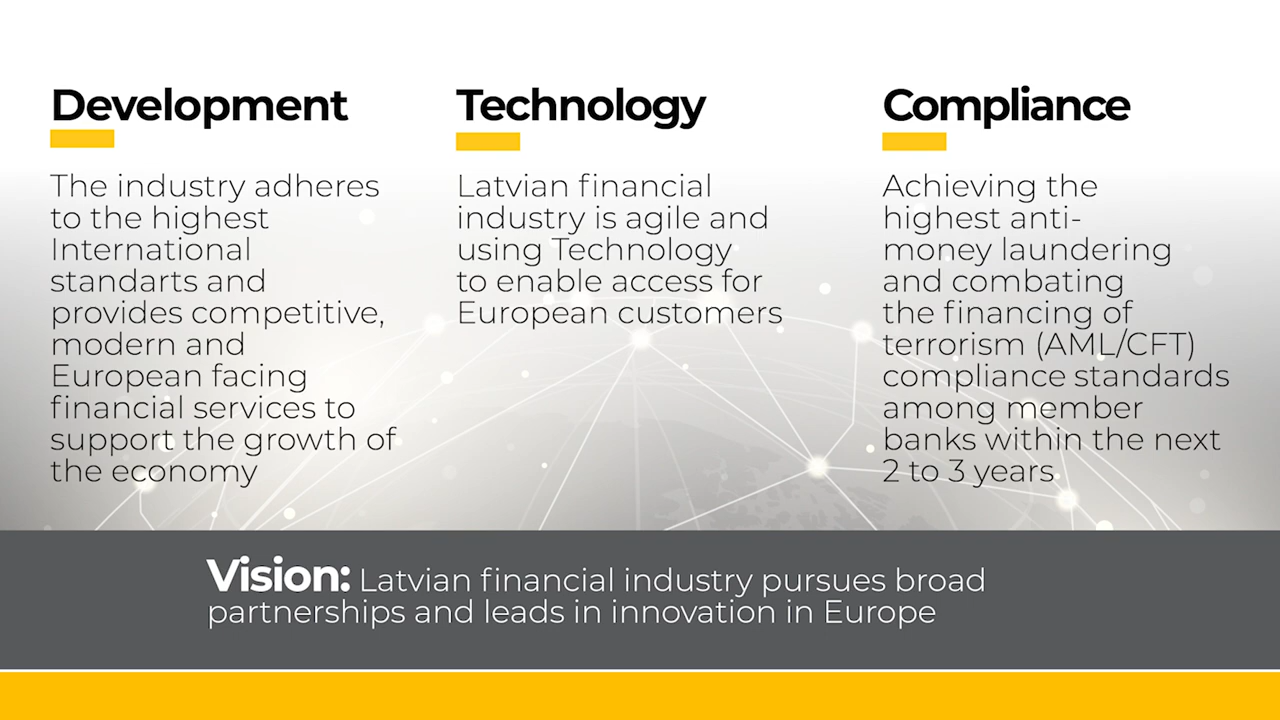 Development
The industry adheres
to the highest
International
standarts and
provides competitive,
modern and
European facing
financial services to
support the growth of
the economy
Technology
Latvian financial
industry is agile and
using Technology
to enable access for
European customers
Compliance
Achieving the
highest anti-
money laundering
and combating
the financing of
terrorism (AML/CFT)
compliance standards
among member
banks within the next
2 to 3 years
Vision: Latvian financial industry pursues broad
partnerships and leads in innovation in Europe